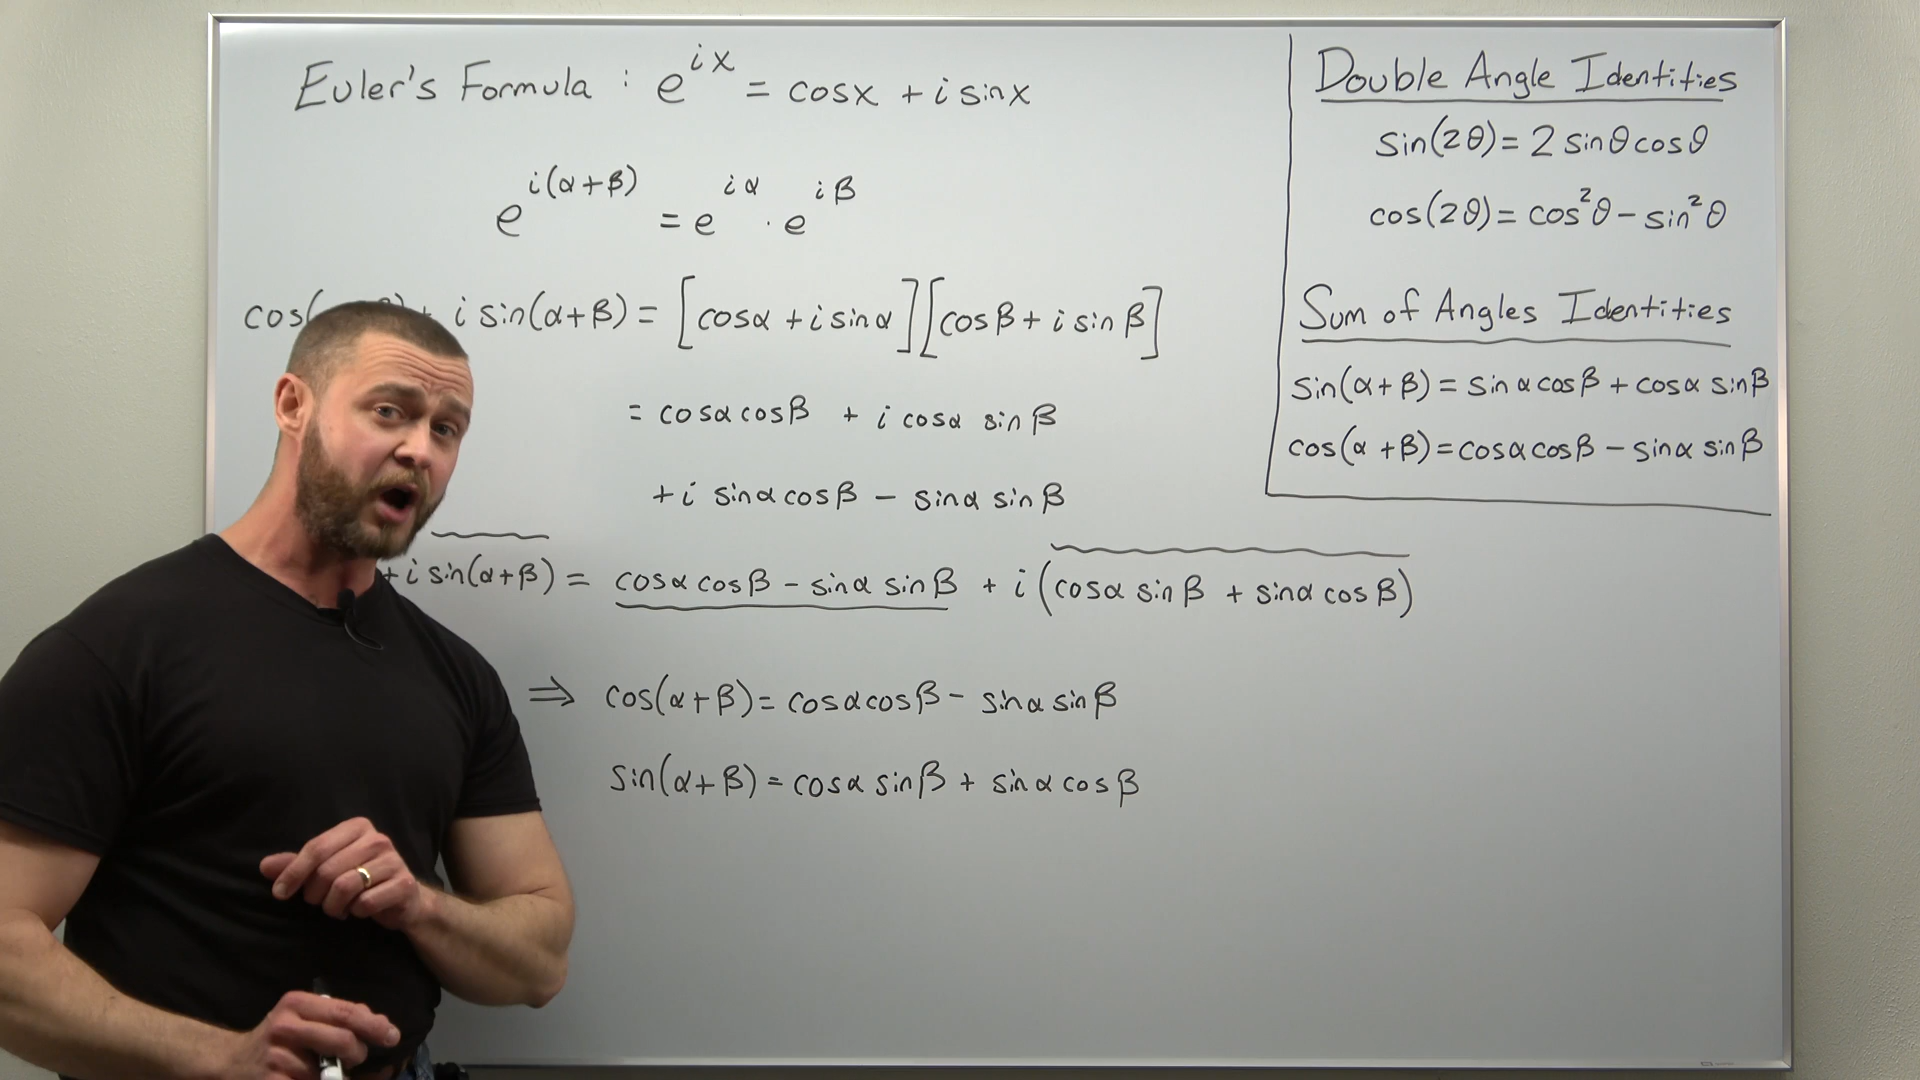 Euler's Formula : e^{ix} = cosx + i sinx
e^{i(α+β)} = e^{iα} · e^{iβ}
cos( + i sin(α+β) = [cosα + i sinα][cosβ + i sinβ]
= cosα cosβ + i cosα sinβ
+ i sinα cosβ − sinα sinβ
+ i sin(α+β) = cosα cosβ − sinα sinβ + i (cosα sinβ + sinα cosβ)
⇒ cos(α+β) = cosα cosβ − sinα sinβ
sin(α+β) = cosα sinβ + sinα cosβ
Double Angle Identities
sin(2θ) = 2 sinθ cosθ
cos(2θ) = cos²θ − sin²θ
Sum of Angles Identities
sin(α+β) = sinα cosβ + cosα sinβ
cos(α+β) = cosα cosβ − sinα sinβ